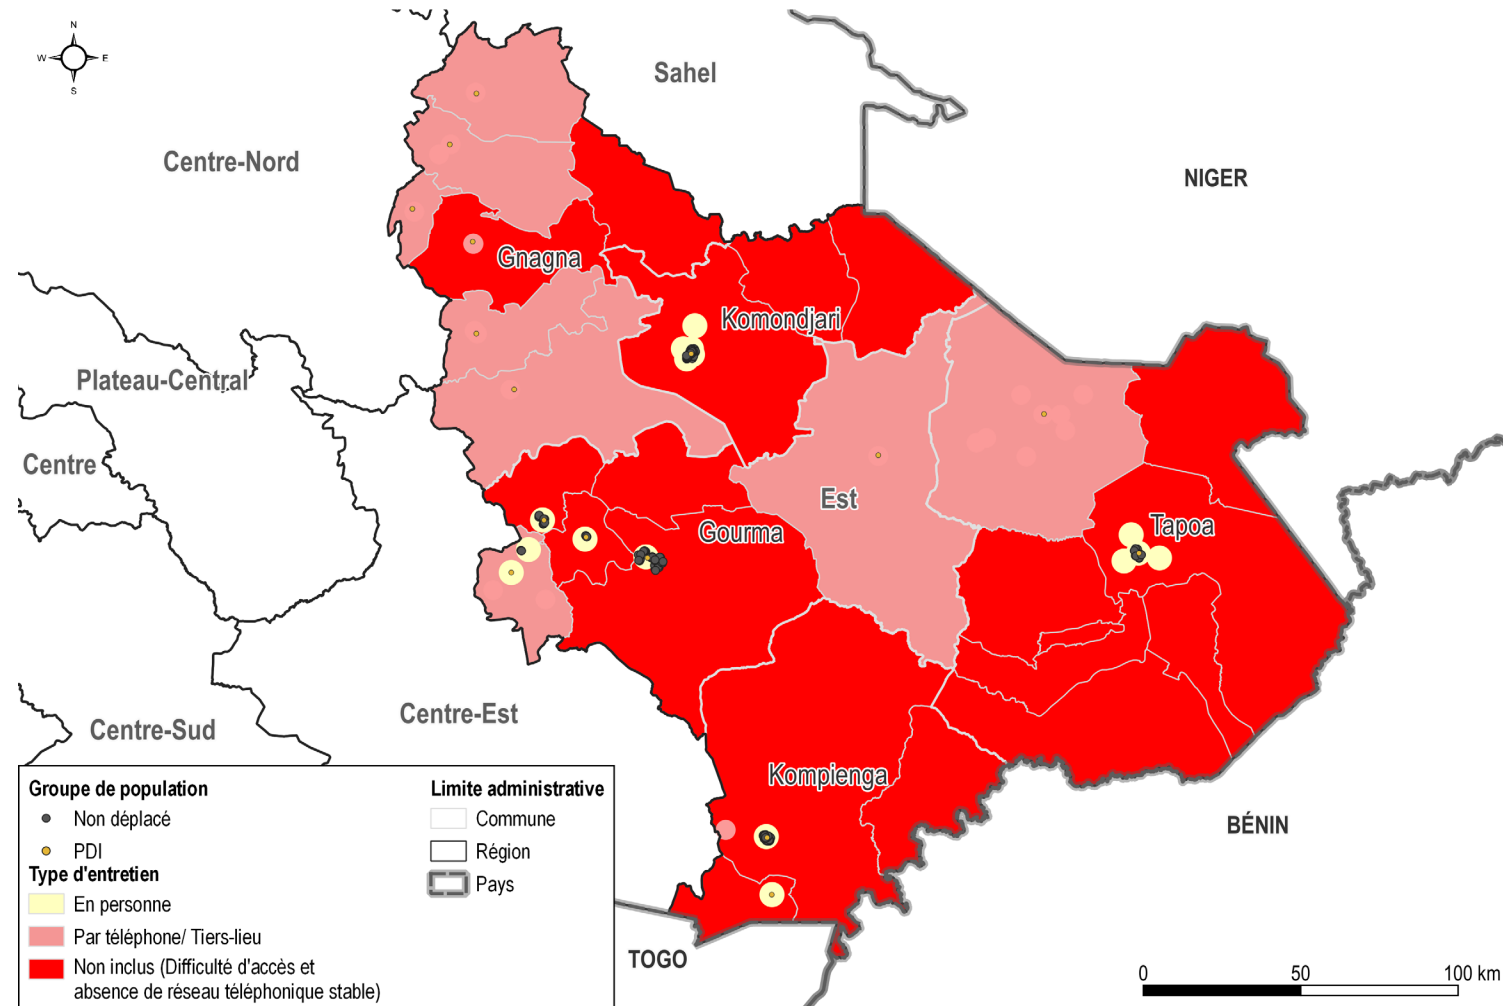 N
W E
S
Sahel
Centre-Nord
NIGER
Gnagna
Komondjari
Plateau-Central
Centre
Est
Gourma
Tapoa
Centre-Est
Centre-Sud
Kompienga
BÉNIN
TOGO
Groupe de population
Non déplacé
PDI
Type d'entretien
En personne
Par téléphone/ Tiers-lieu
Non inclus (Difficulté d'accès et
absence de réseau téléphonique stable)
Limite administrative
Commune
Région
Pays
0 50 100 km